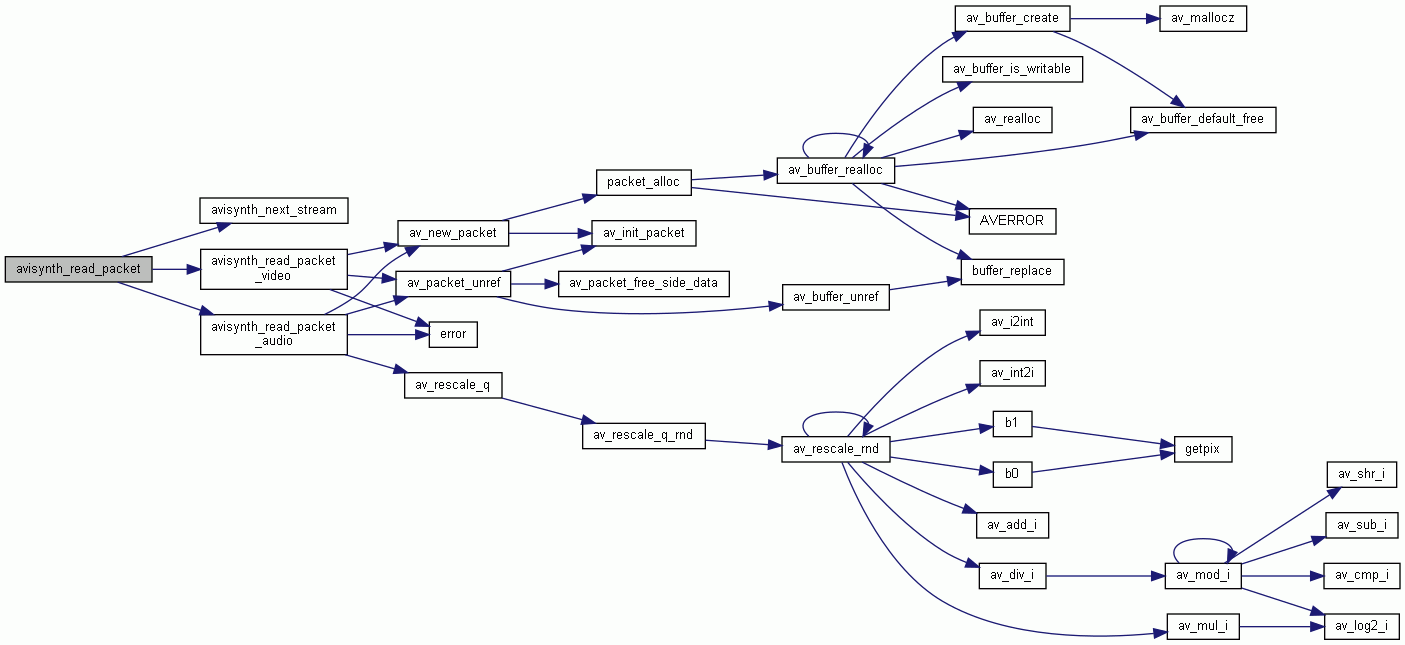 avisynth_read_packet
avisynth_next_stream
avisynth_read_packet
_video
avisynth_read_packet
_audio
av_new_packet
av_packet_unref
error
av_rescale_q
packet_alloc
av_init_packet
av_packet_free_side_data
av_rescale_q_rnd
av_buffer_realloc
av_buffer_unref
av_rescale_rnd
av_buffer_create
av_buffer_is_writable
av_realloc
AVERROR
buffer_replace
av_i2int
av_int2i
b1
b0
av_add_i
av_div_i
av_mallocz
av_buffer_default_free
getpix
av_mod_i
av_mul_i
av_shr_i
av_sub_i
av_cmp_i
av_log2_i